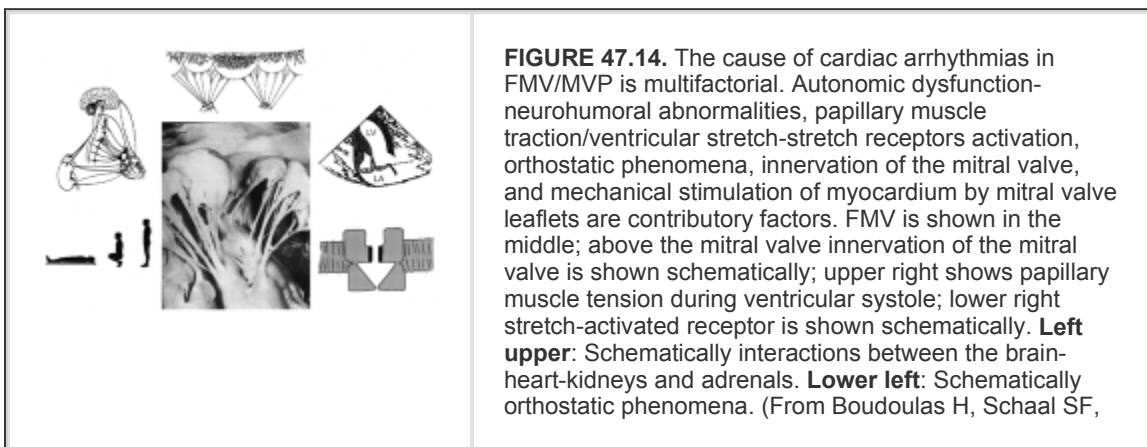 LV
LA
FIGURE 47.14. The cause of cardiac arrhythmias in
FMV/MVP is multifactorial. Autonomic dysfunction-
neurohumoral abnormalities, papillary muscle
traction/ventricular stretch-stretch receptors activation,
orthostatic phenomena, innervation of the mitral valve,
and mechanical stimulation of myocardium by mitral valve
leaflets are contributory factors. FMV is shown in the
middle; above the mitral valve innervation of the mitral
valve is shown schematically; upper right shows papillary
muscle tension during ventricular systole; lower right
stretch-activated receptor is shown schematically. Left
upper: Schematically interactions between the brain-
heart-kidneys and adrenals. Lower left: Schematically
orthostatic phenomena. (From Boudoulas H, Schaal SF,